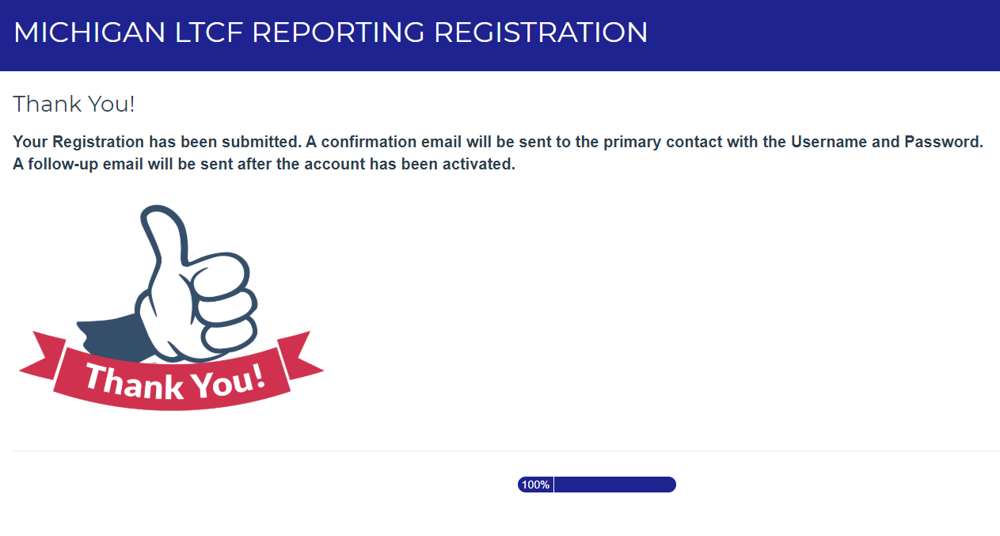 MICHIGAN LTCF REPORTING REGISTRATION
Thank You!
Your Registration has been submitted. A confirmation email will be sent to the primary contact with the Username and Password.
A follow-up email will be sent after the account has been activated.
Thank You!
100%